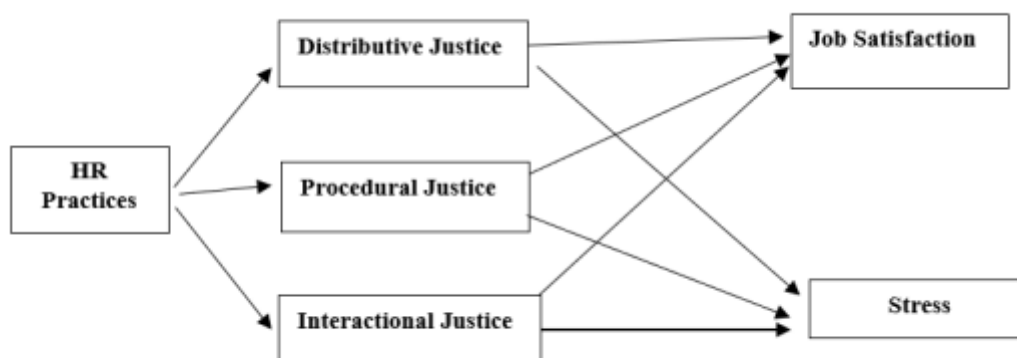 Distributive Justice
Job Satisfaction
HR
Practices
Procedural Justice
Interactional Justice
Stress